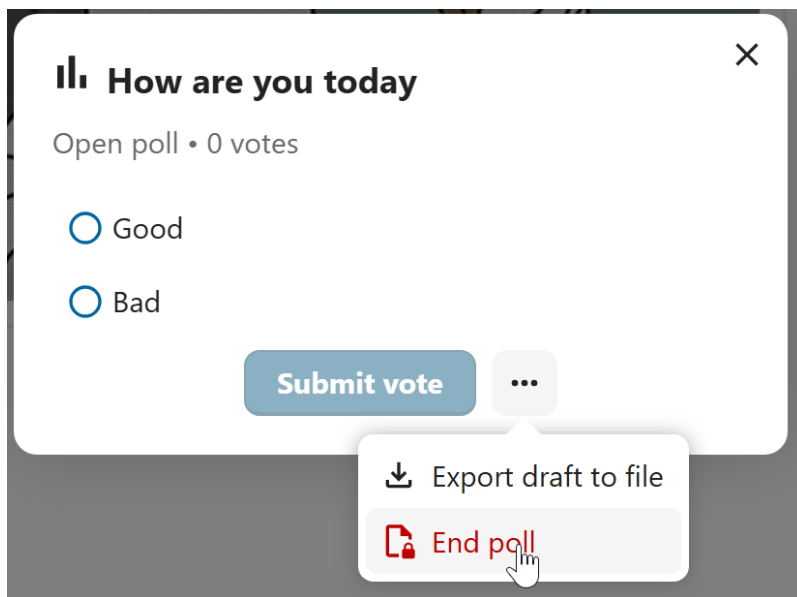 How are you today
Open poll • 0 votes
Good
Bad
Submit vote
Export draft to file
End poll